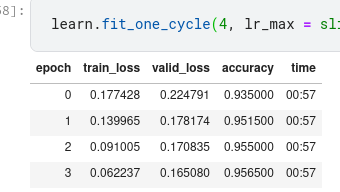 58]:
learn.fit_one_cycle(4, lr_max = sli
epoch train_loss valid_loss accuracy time
0 0.177428 0.224791 0.935000 00:57
1 0.139965 0.178174 0.951500 00:57
2 0.091005 0.170835 0.955000 00:57
3 0.062237 0.165080 0.956500 00:57